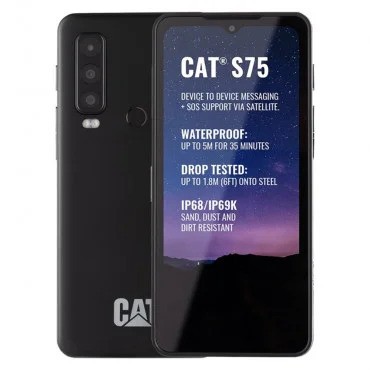 CAT® S75
DEVICE TO DEVICE MESSAGING
+ SOS SUPPORT VIA SATELLITE.
WATERPROOF:
UP TO 5M FOR 35 MINUTES
DROP TESTED:
UP TO 1.8M (6FT) ONTO STEEL
IP68/IP69K
SAND, DUST AND
DIRT RESISTANT
CAT